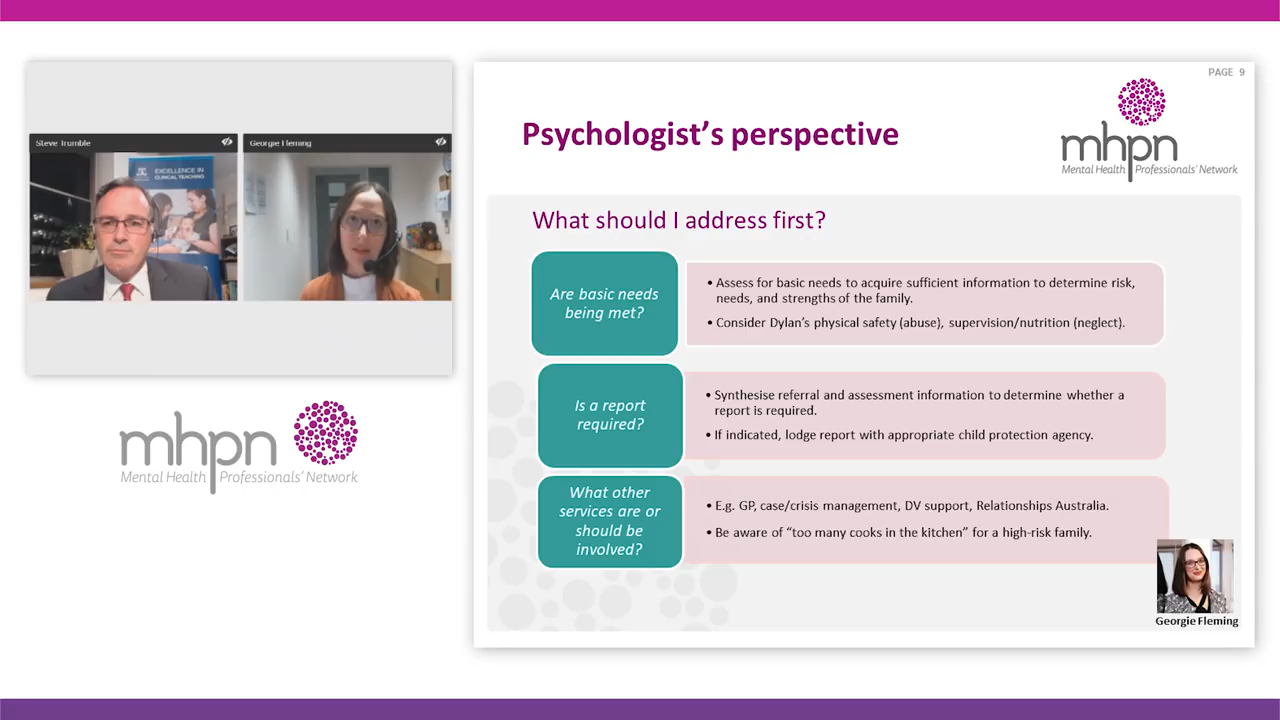 Steve Trumble
Georgie Fleming
EXCELLENCE IN
CLINICAL TEACHING
mhpn
Mental Health Professionals' Network
PAGE 9
Psychologist's perspective
mhpn
Mental Health Professionals' Network
What should I address first?
Are basic needs
being met?
• Assess for basic needs to acquire sufficient information to determine risk,
needs, and strengths of the family.
• Consider Dylan's physical safety (abuse), supervision/nutrition (neglect).
Is a report
required?
• Synthesise referral and assessment information to determine whether a
report is required.
• If indicated, lodge report with appropriate child protection agency.
What other
services are or
should be
involved?
• E.g. GP, case/crisis management, DV support, Relationships Australia.
• Be aware of “too many cooks in the kitchen” for a high-risk family.
Georgie Fleming